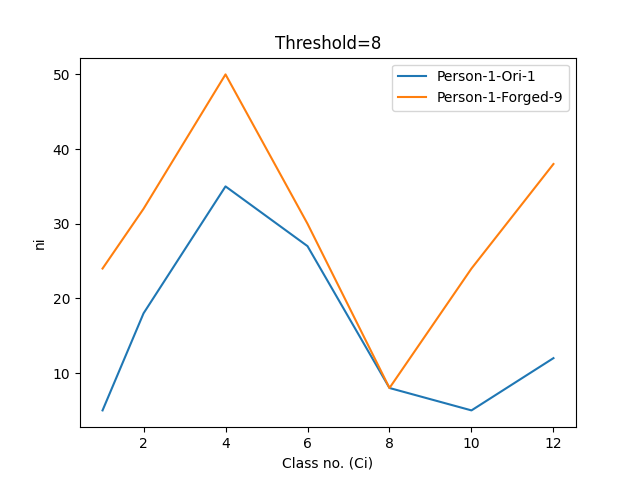 Threshold=8
Person-1-Ori-1
Person-1-Forged-9
50
40
30
20
10
ni
2 4 6 8 10 12
Class no. (Ci)